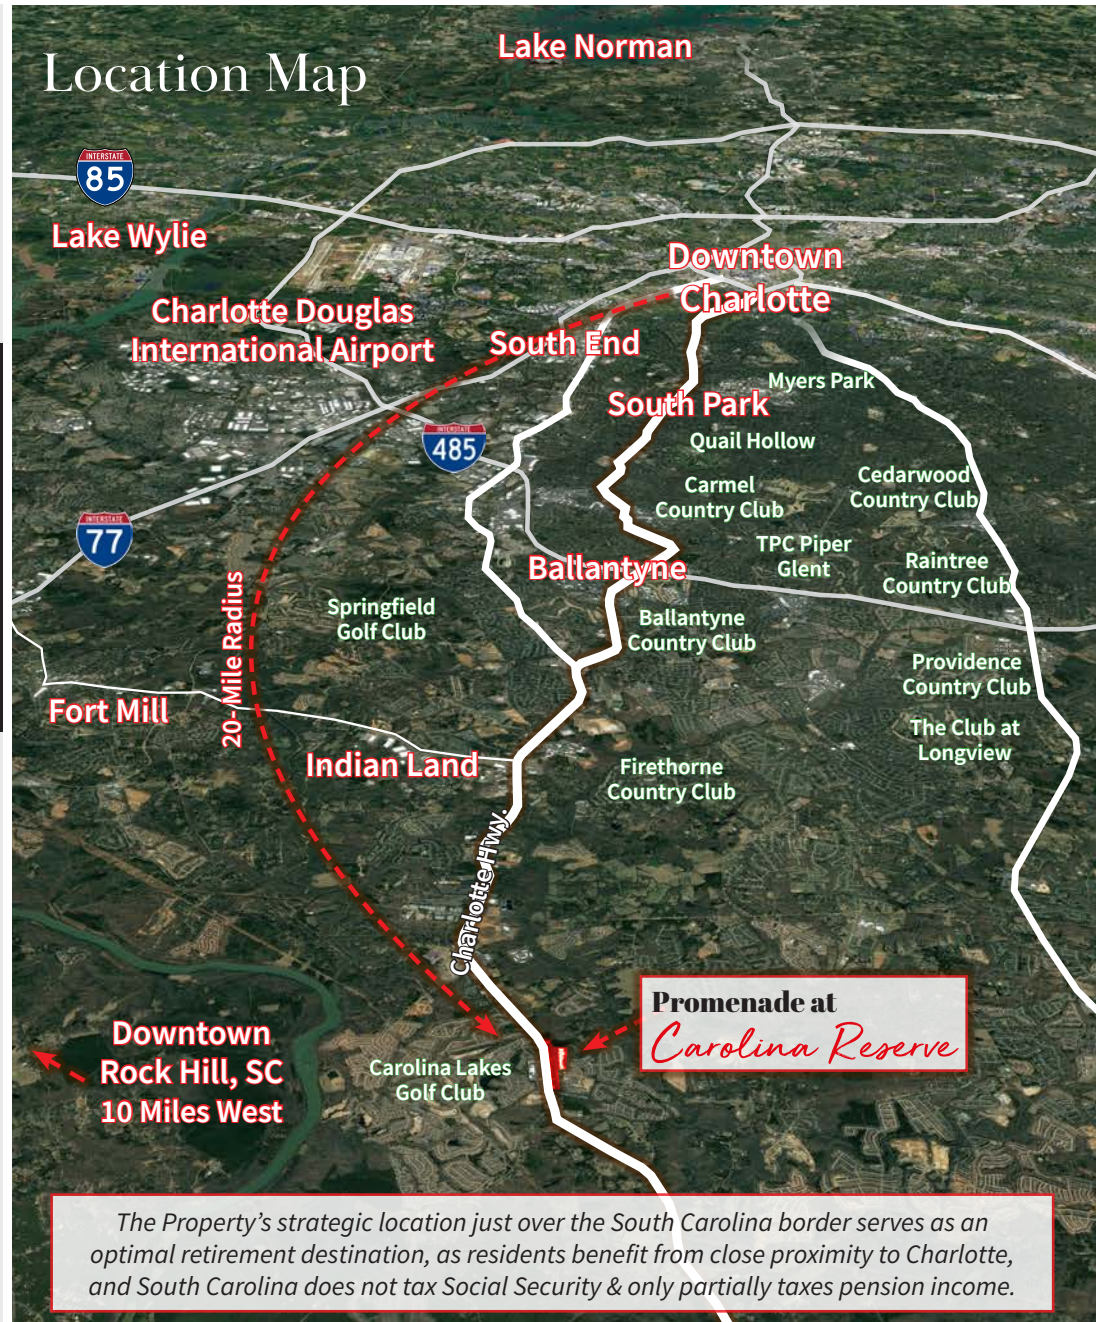 Location Map
Lake Norman
INTERSTATE
85
Lake Wylie
Downtown
Charlotte
Charlotte Douglas
International Airport
South End
Myers Park
South Park
Quail Hollow
INTERSTATE
485
Cedarwood
Country Club
Carmel
Country Club
INTERSTATE
77
TPC Piper
Glent
Raintree
Country Club
Ballantyne
20-Mile Radius
Springfield
Golf Club
Ballantyne
Country Club
Providence
Country Club
Fort Mill
The Club at
Longview
Indian Land
Firethorne
Country Club
Charlotte Hwy.
Promenade at
Carolina Reserve
Downtown
Rock Hill, SC
10 Miles West
Carolina Lakes
Golf Club
The Property's strategic location just over the South Carolina border serves as an
optimal retirement destination, as residents benefit from close proximity to Charlotte,
and South Carolina does not tax Social Security & only partially taxes pension income.